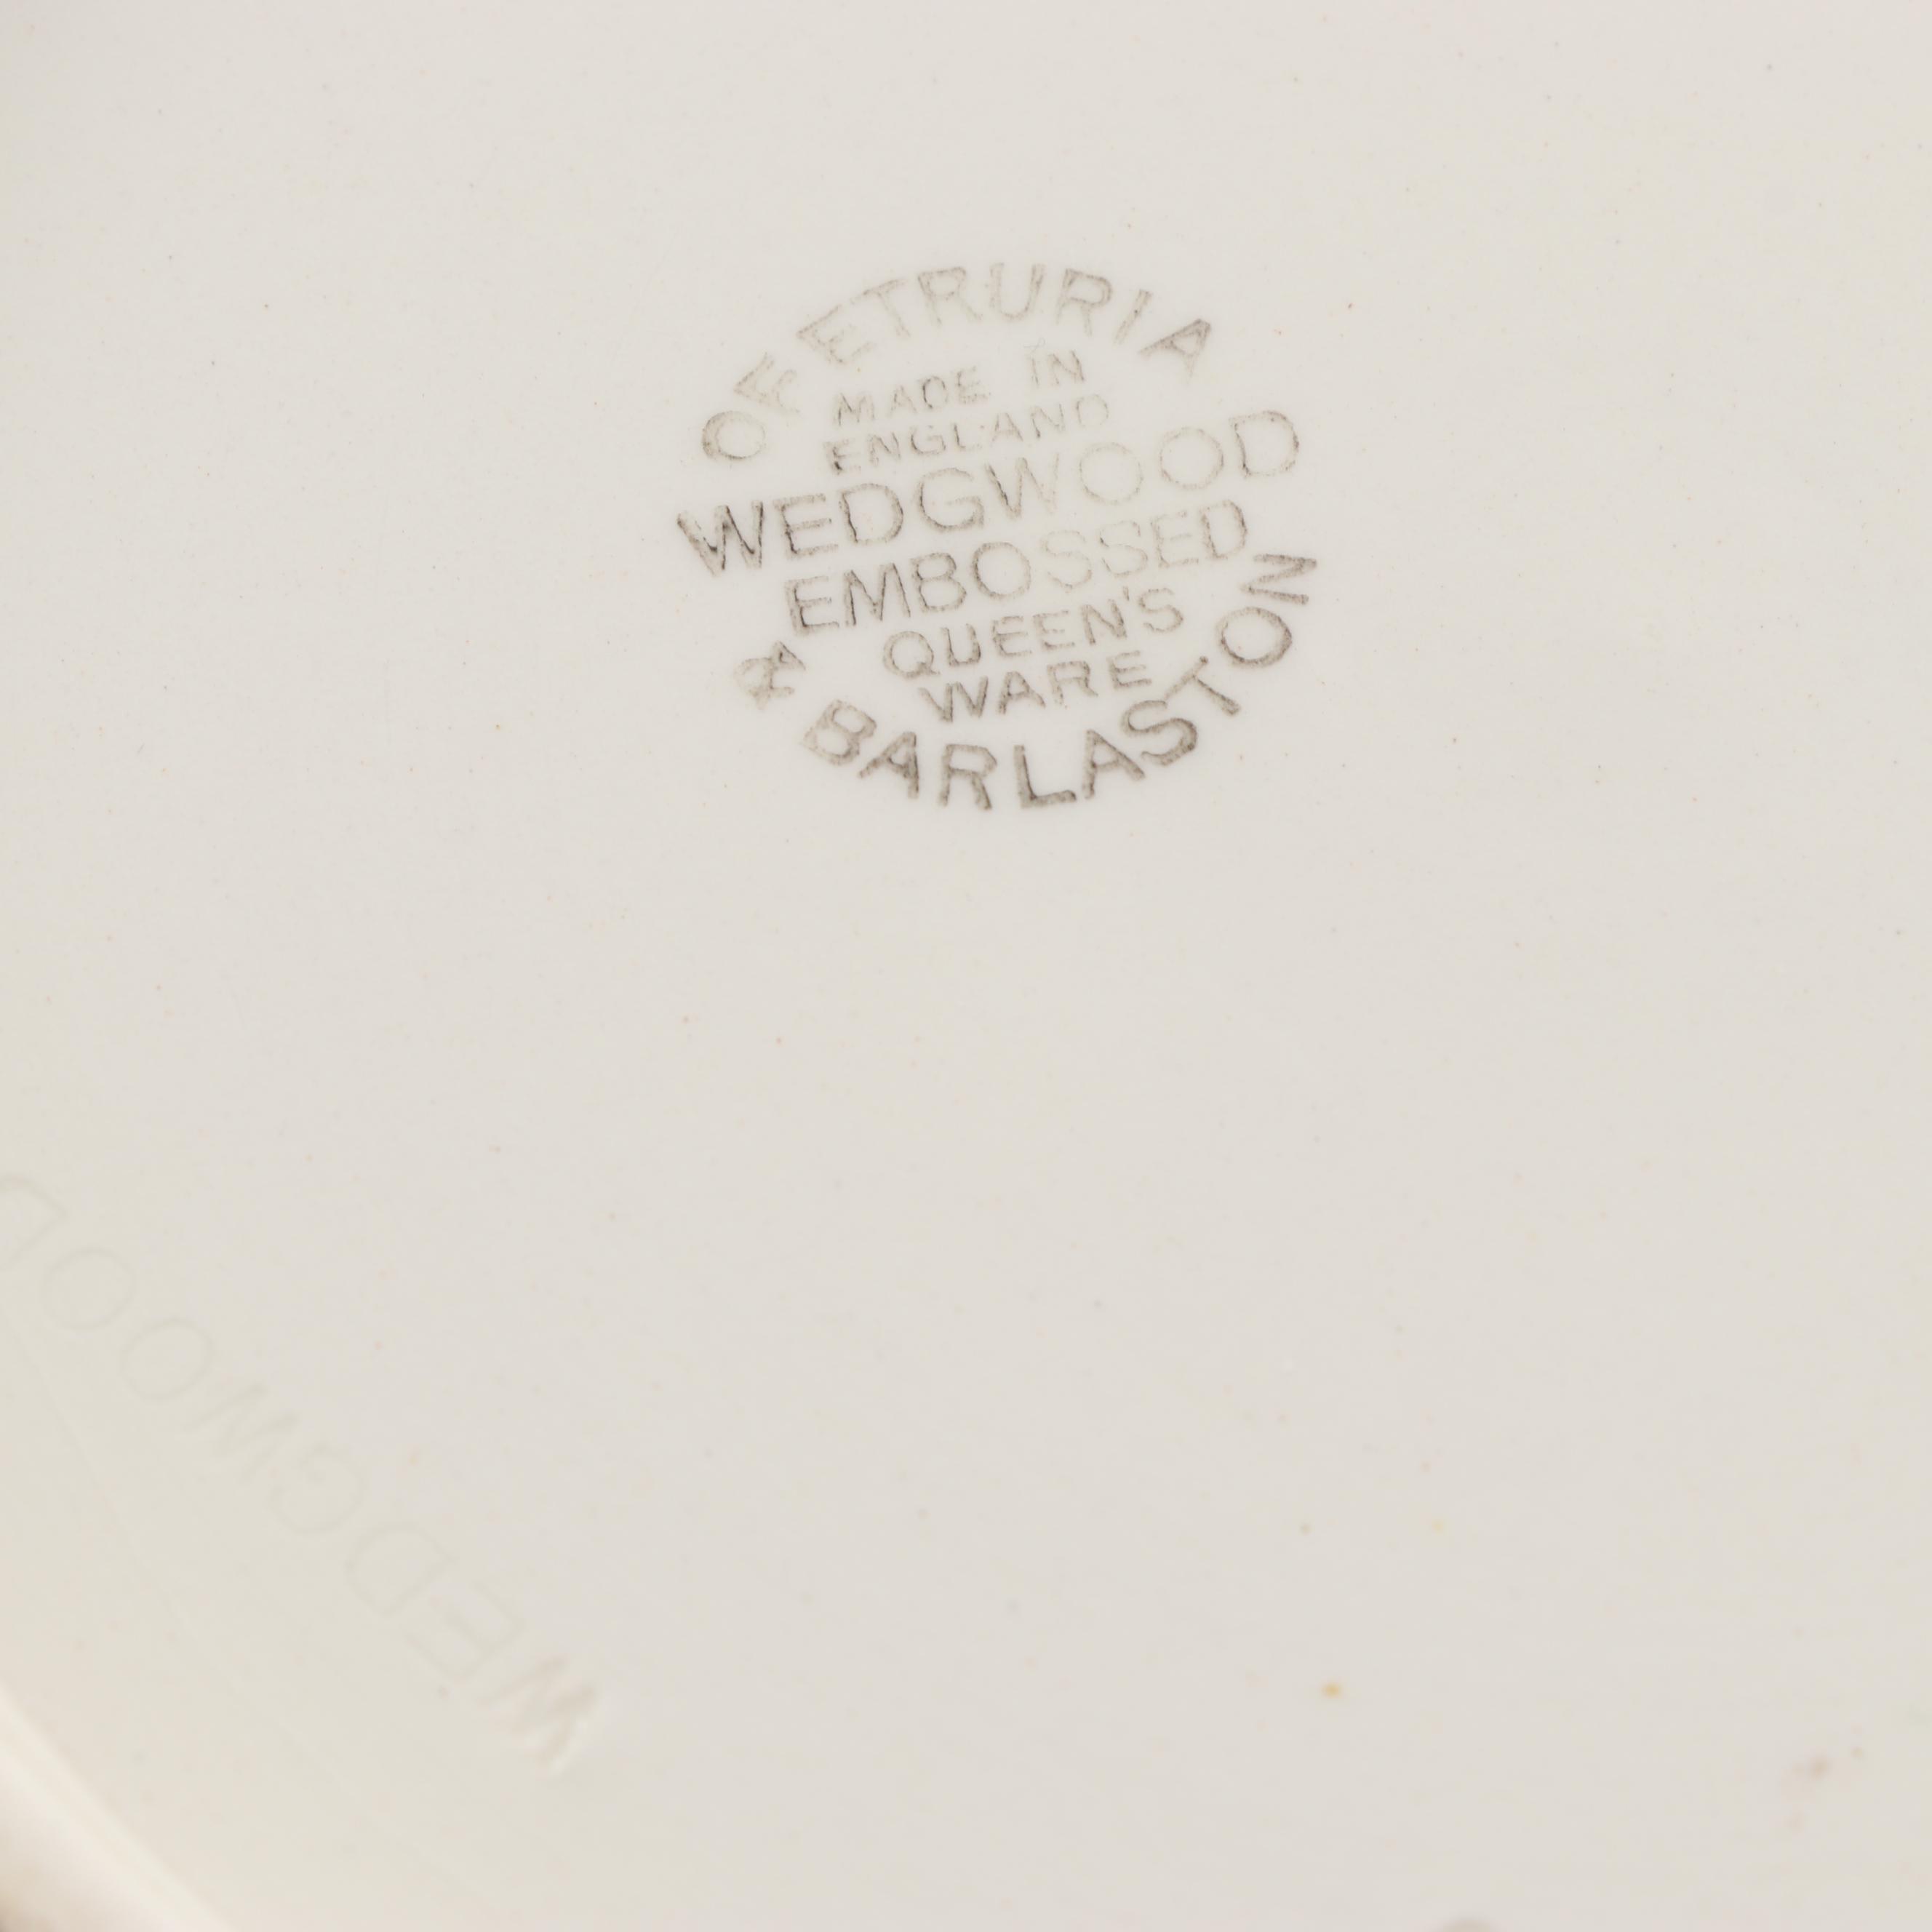 OF ETRURIA
MADE IN
ENGLAND
WEDGWOOD
EMBOSSED
QUEEN'S
WARE
& BARLASTON
WEDGWOOD